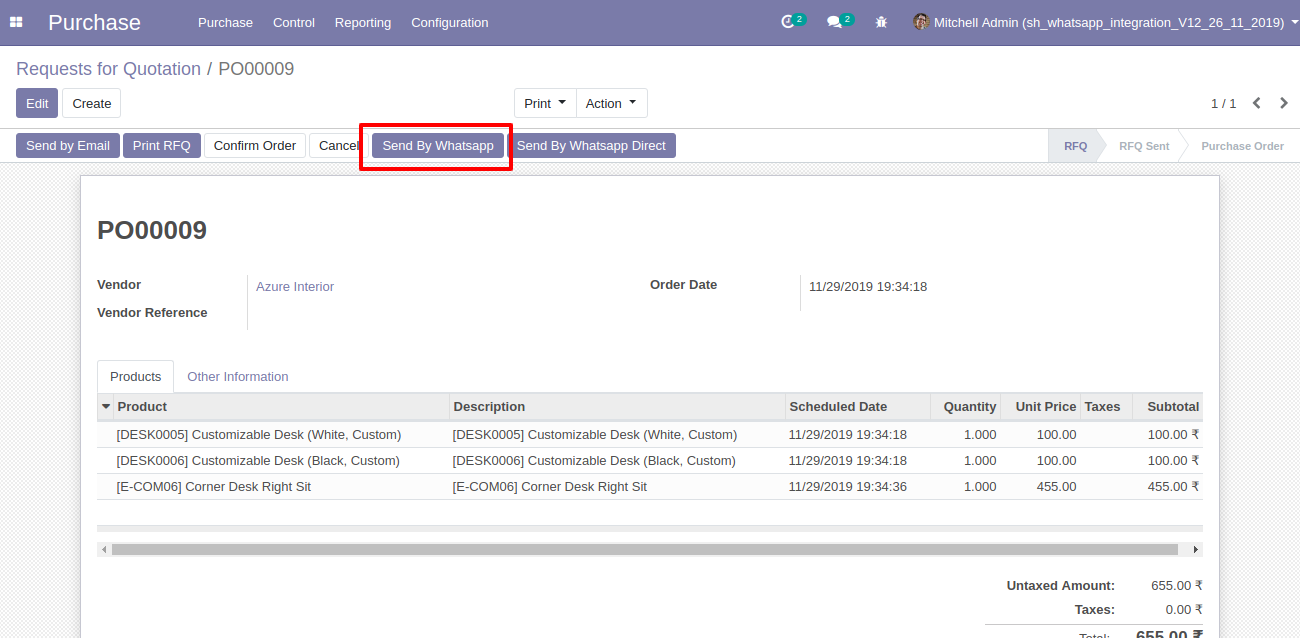 Purchase Purchase Control Reporting Configuration 2 2 Mitchell Admin (sh_whatsapp_integration_V12_26_11_2019)
Requests for Quotation / PO00009
Edit Create Print Action 1 / 1
Send by Email Print RFQ Confirm Order Cancel Send By Whatsapp Send By Whatsapp Direct RFQ RFQ Sent Purchase Order
PO00009
Vendor Azure Interior Order Date 11/29/2019 19:34:18
Vendor Reference
Products Other Information
Product Description Scheduled Date Quantity Unit Price Taxes Subtotal
[DESK0005] Customizable Desk (White, Custom) [DESK0005] Customizable Desk (White, Custom) 11/29/2019 19:34:18 1.000 100.00 100.00 ₹
[DESK0006] Customizable Desk (Black, Custom) [DESK0006] Customizable Desk (Black, Custom) 11/29/2019 19:34:18 1.000 100.00 100.00 ₹
[E-COM06] Corner Desk Right Sit [E-COM06] Corner Desk Right Sit 11/29/2019 19:34:36 1.000 455.00 455.00 ₹
Untaxed Amount: 655.00 ₹
Taxes: 0.00 ₹
Total: 655.00 ₹